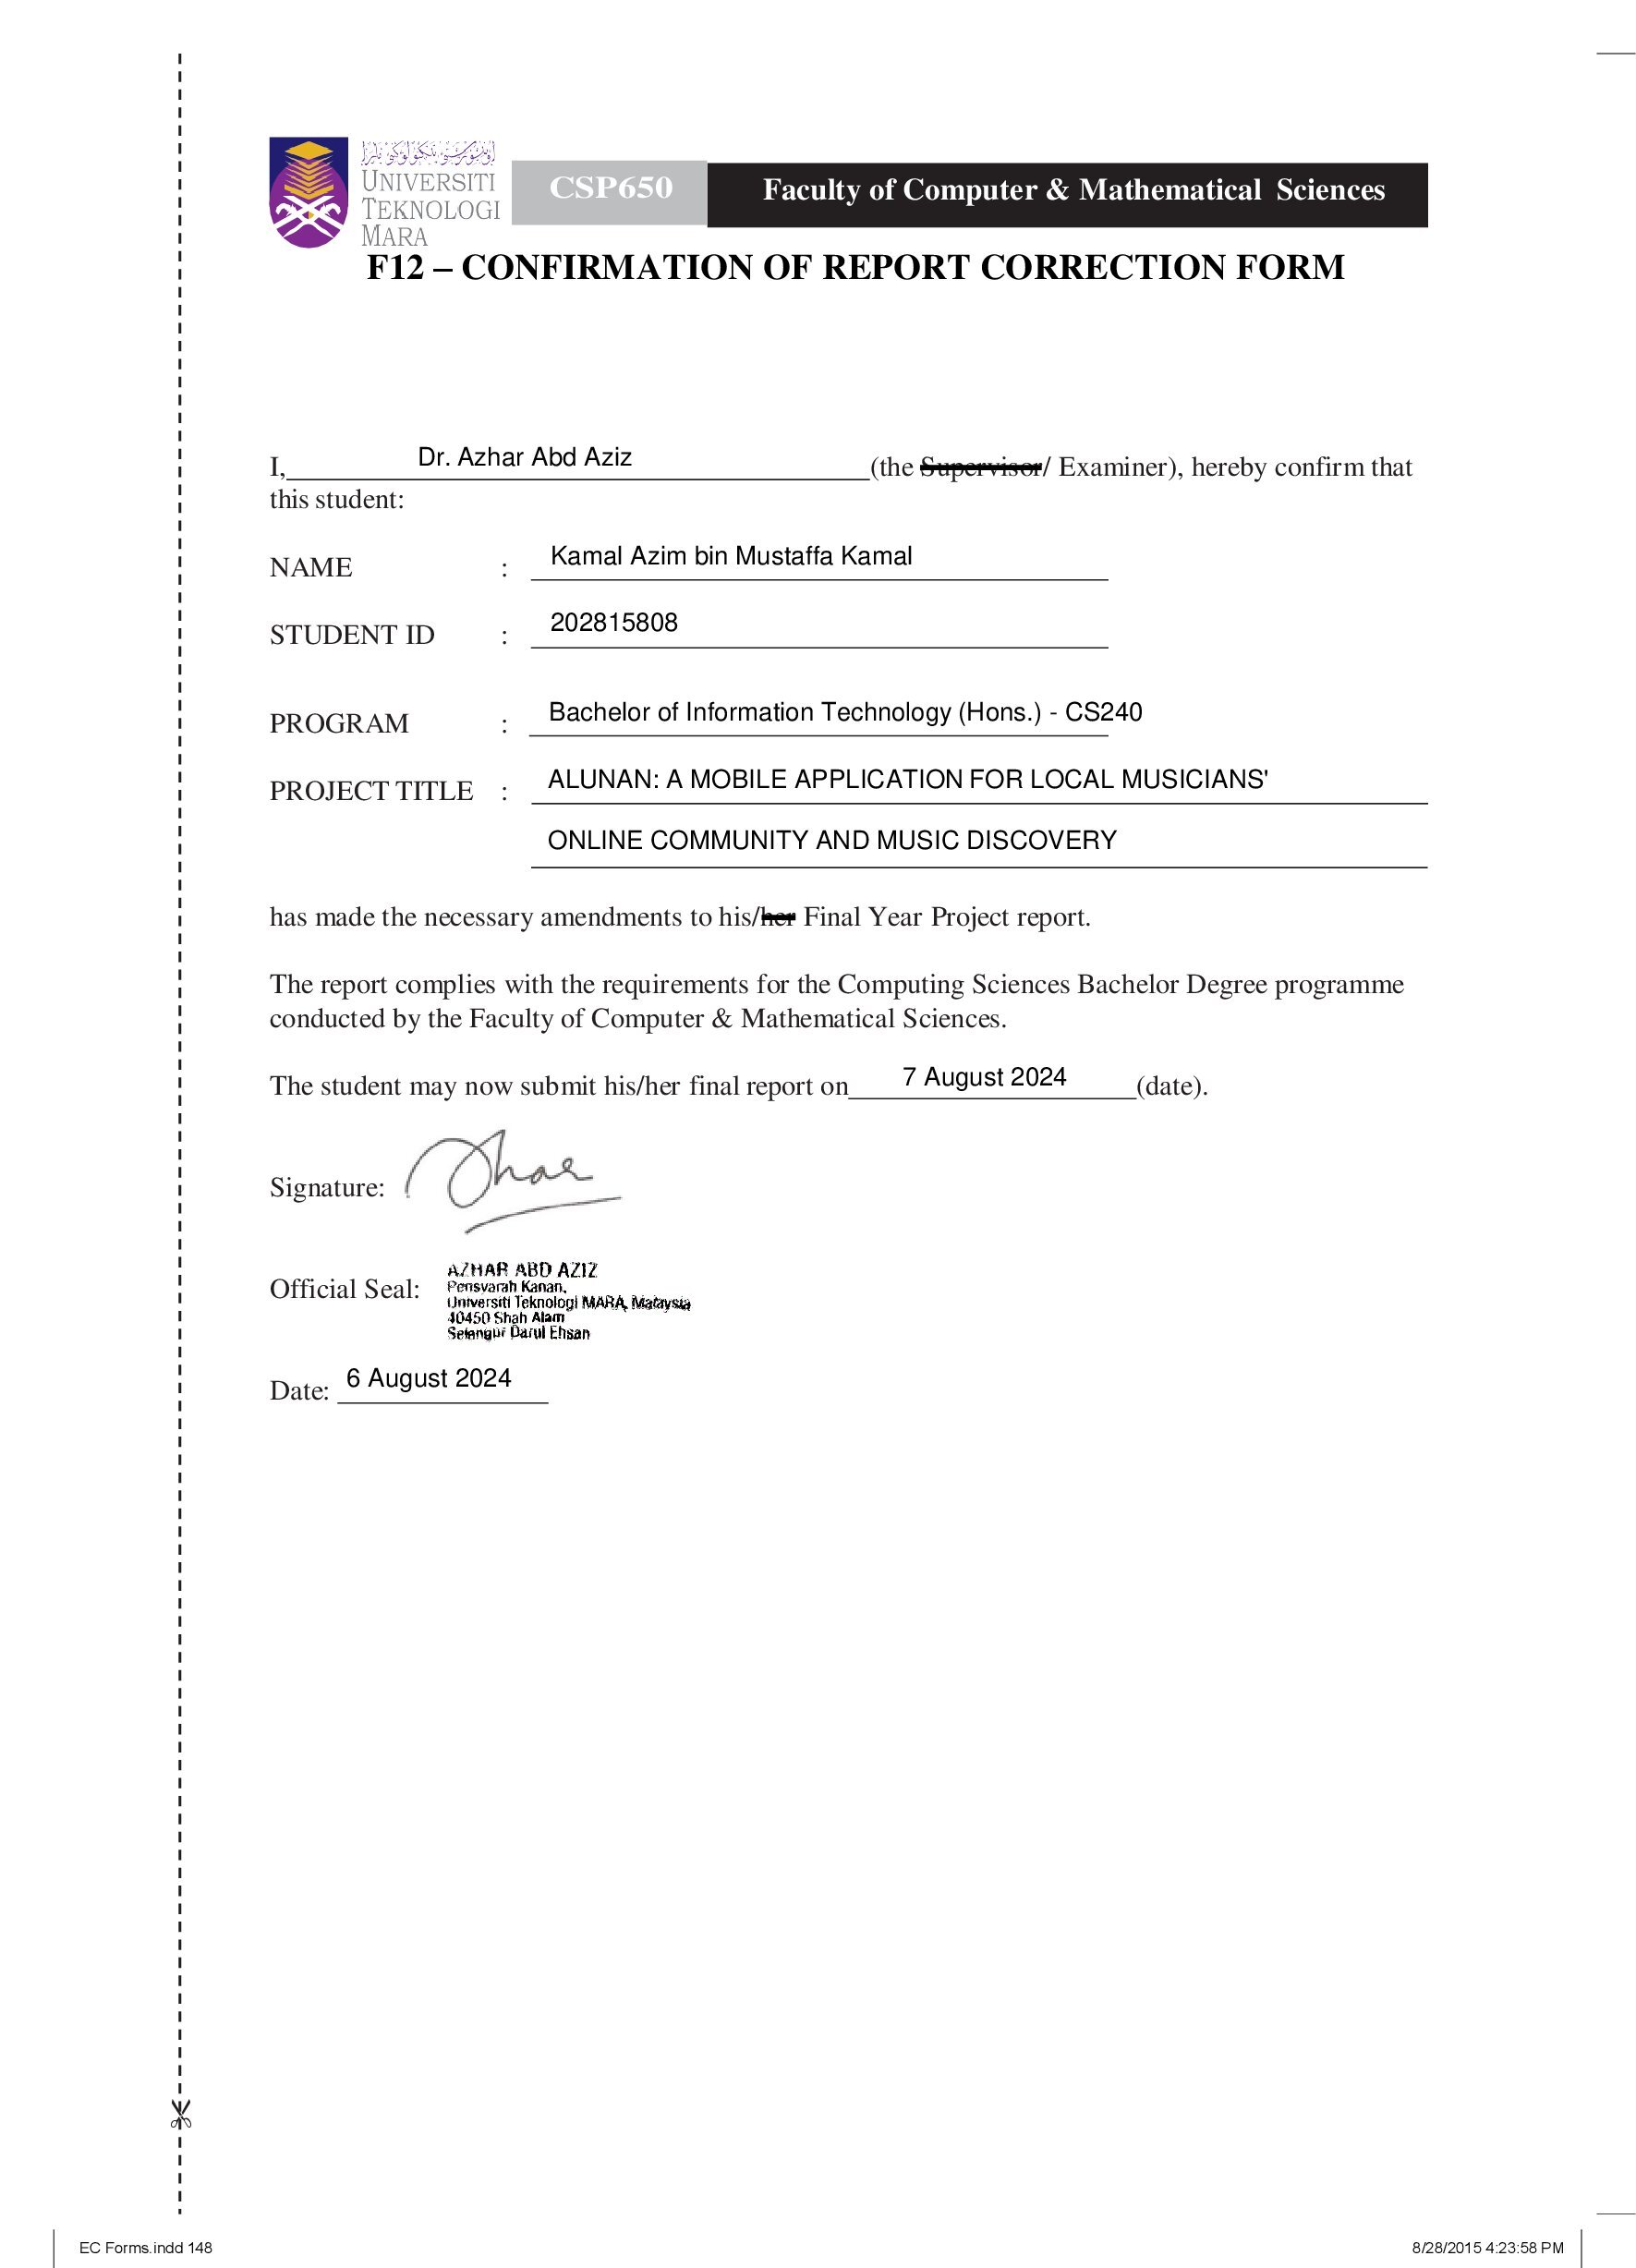 اونيۏرسيتي تيكنولوڬي مارا
UNIVERSITI
TEKNOLOGI
MARA
CSP650
Faculty of Computer & Mathematical Sciences
F12 – CONFIRMATION OF REPORT CORRECTION FORM
I, Dr. Azhar Abd Aziz (the Supervisor/ Examiner), hereby confirm that
this student:
NAME : Kamal Azim bin Mustaffa Kamal
STUDENT ID : 202815808
PROGRAM : Bachelor of Information Technology (Hons.) - CS240
PROJECT TITLE : ALUNAN: A MOBILE APPLICATION FOR LOCAL MUSICIANS'
ONLINE COMMUNITY AND MUSIC DISCOVERY
has made the necessary amendments to his/her Final Year Project report.
The report complies with the requirements for the Computing Sciences Bachelor Degree programme
conducted by the Faculty of Computer & Mathematical Sciences.
The student may now submit his/her final report on 7 August 2024 (date).
Signature:
Official Seal:
AZHAR ABD AZIZ
Pensyarah Kanan,
Universiti Teknologi MARA, Malaysia
40450 Shah Alam
Selangor Darul Ehsan
Date: 6 August 2024
EC Forms.indd 148
8/28/2015 4:23:58 PM